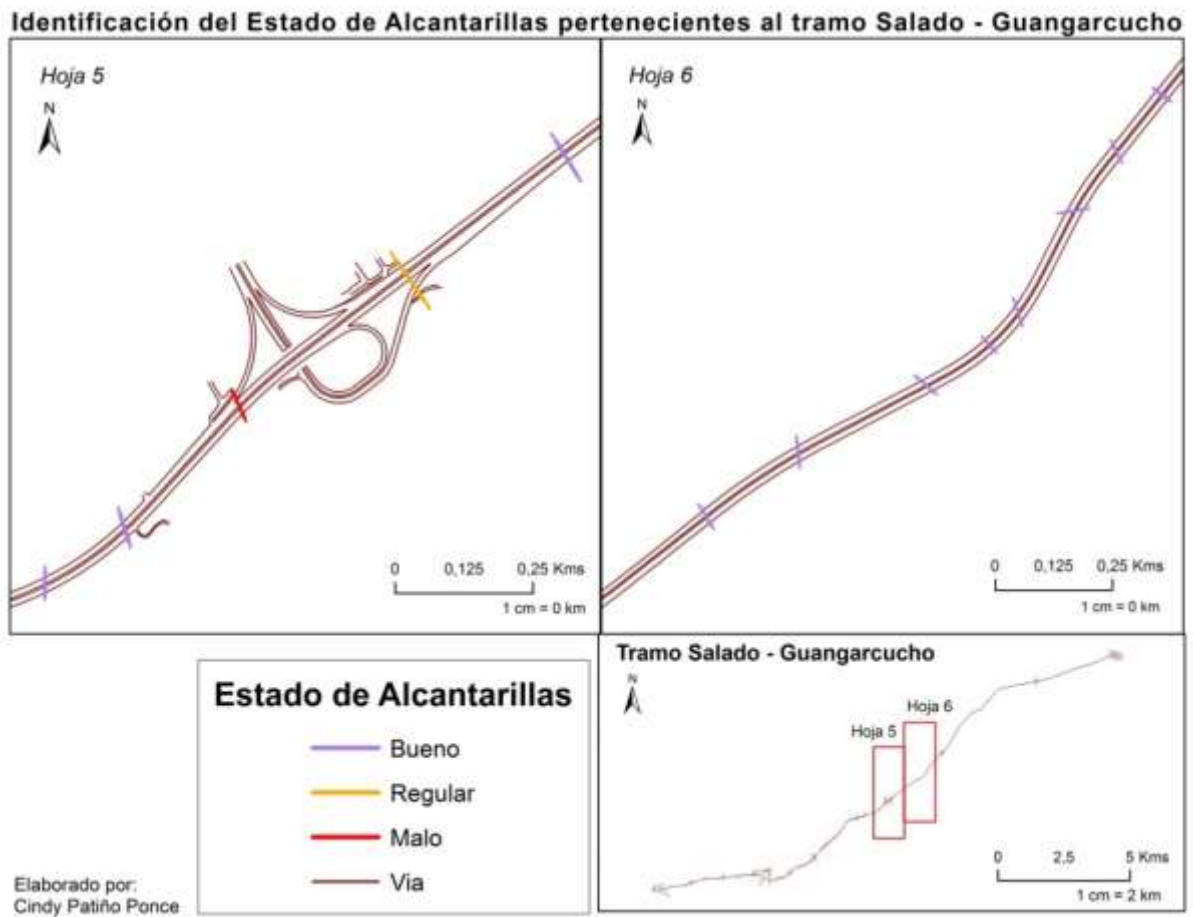 Identificación del Estado de Alcantarillas pertenecientes al tramo Salado - Guangarcucho
Hoja 5
N
0 0,125 0,25 Kms
1 cm = 0 km
Hoja 6
N
0 0,125 0,25 Kms
1 cm = 0 km
Estado de Alcantarillas
Bueno
Regular
Malo
Via
Elaborado por:
Cindy Patiño Ponce
Tramo Salado - Guangarcucho
N
Hoja 6
Hoja 5
0 2,5 5 Kms
1 cm = 2 km